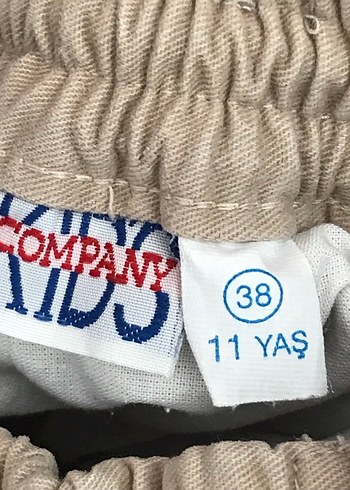 KIDS
COMPANY
38
11 YAŞ